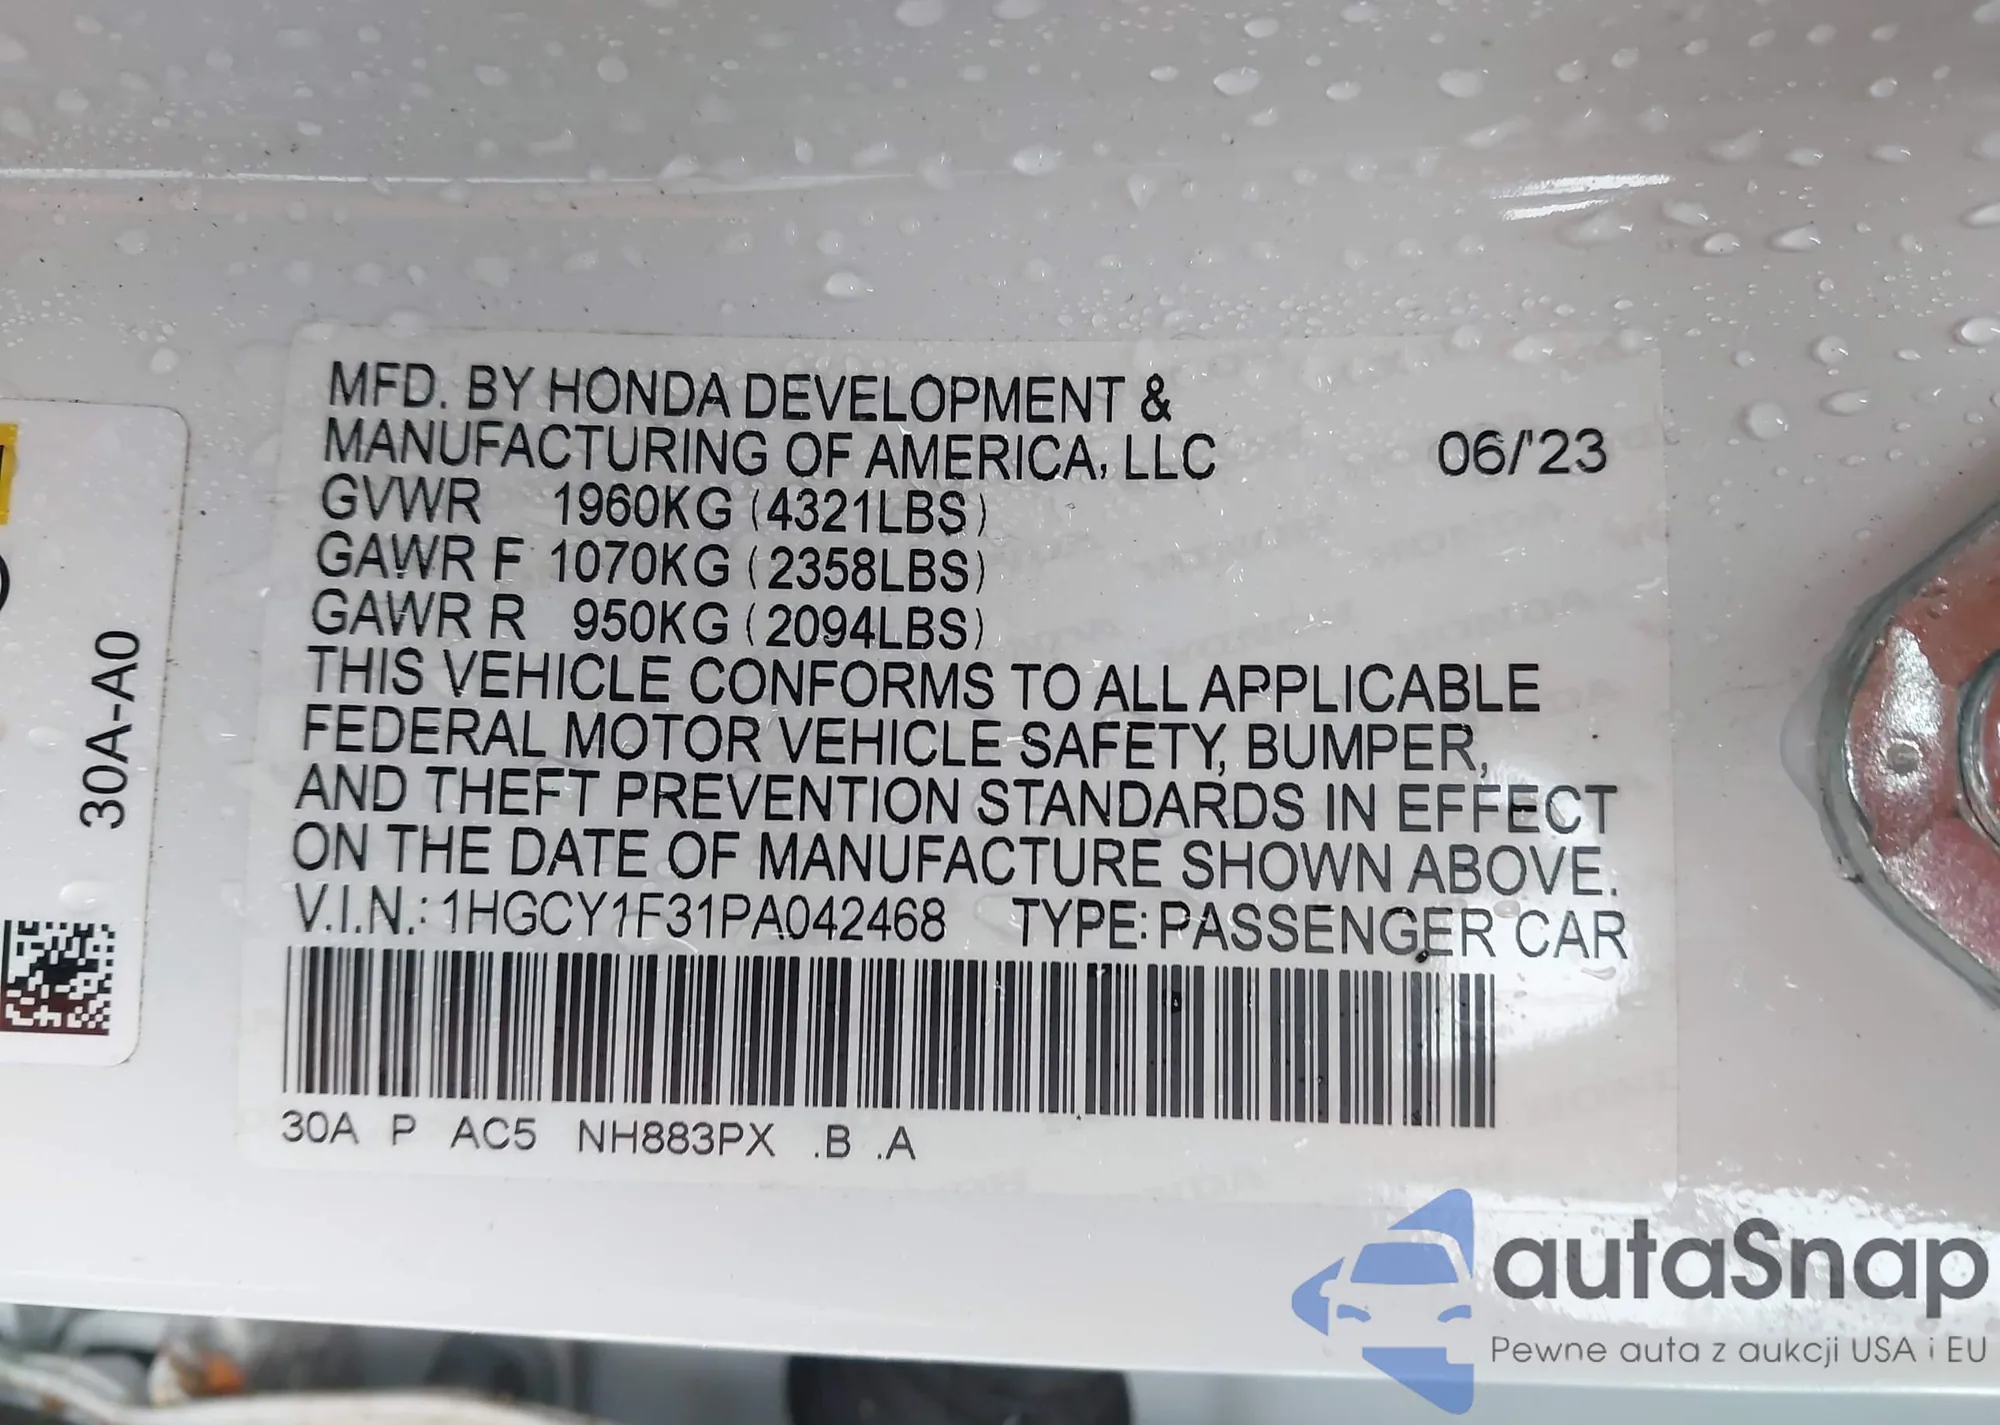 MFD. BY HONDA DEVELOPMENT &
MANUFACTURING OF AMERICA, LLC 06/'23
GVWR 1960KG (4321LBS)
GAWR F 1070KG (2358LBS)
GAWR R 950KG (2094LBS)
THIS VEHICLE CONFORMS TO ALL APPLICABLE
FEDERAL MOTOR VEHICLE SAFETY, BUMPER,
AND THEFT PREVENTION STANDARDS IN EFFECT
ON THE DATE OF MANUFACTURE SHOWN ABOVE.
V.I.N.: 1HGCY1F31PA042468 TYPE: PASSENGER CAR
30A P AC5 NH883PX .B .A
30A-A0
autaSnap
Pewne auta z aukcji USA i EU